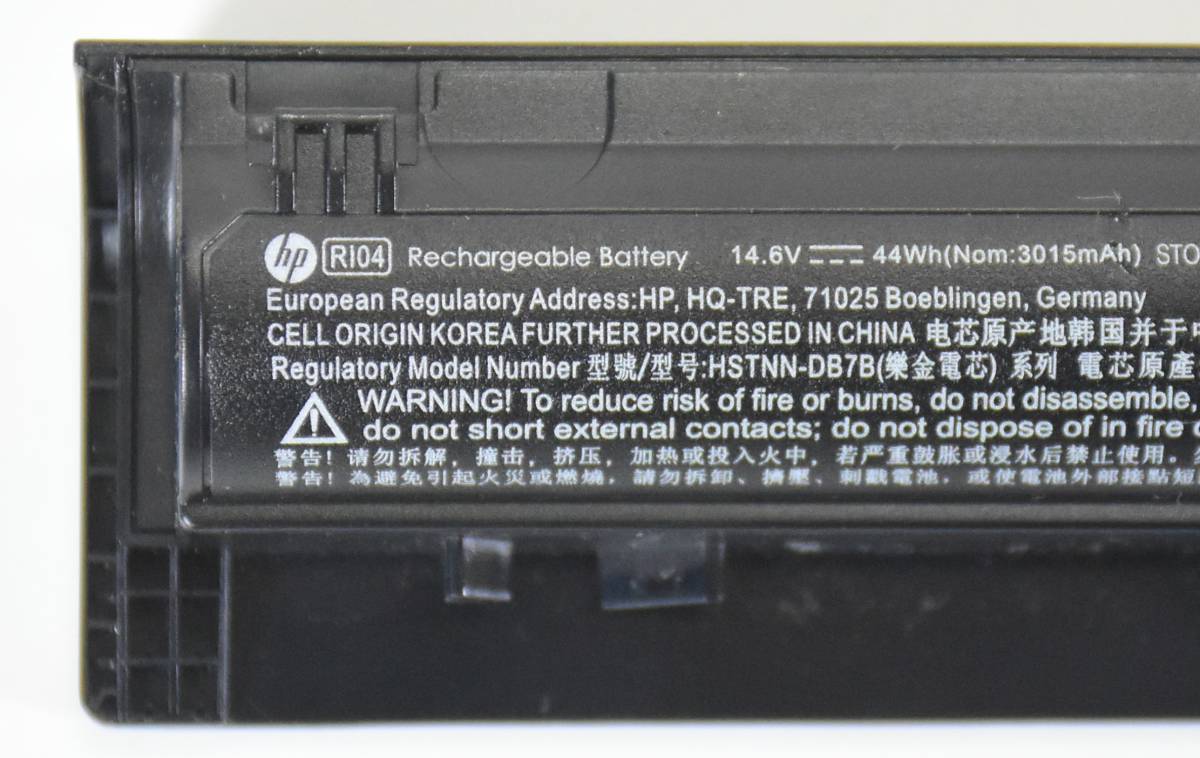 hp RI04 Rechargeable Battery 14.6V 44Wh(Nom:3015mAh) STO
European Regulatory Address:HP, HQ-TRE, 71025 Boeblingen, Germany
CELL ORIGIN KOREA FURTHER PROCESSED IN CHINA 电芯原产地韩国并于
Regulatory Model Number 型號/型号:HSTNN-DB7B(樂金電芯) 系列 電芯原產
WARNING! To reduce risk of fire or burns, do not disassemble,
do not short external contacts; do not dispose of in fire
警告! 请勿拆解，撞击，挤压，加热或投入火中，若严重鼓胀或浸水后禁止使用。
警告! 為避免引起火災或燃燒，請勿拆卸、擠壓、刺戳電池，或使電池外部接點短